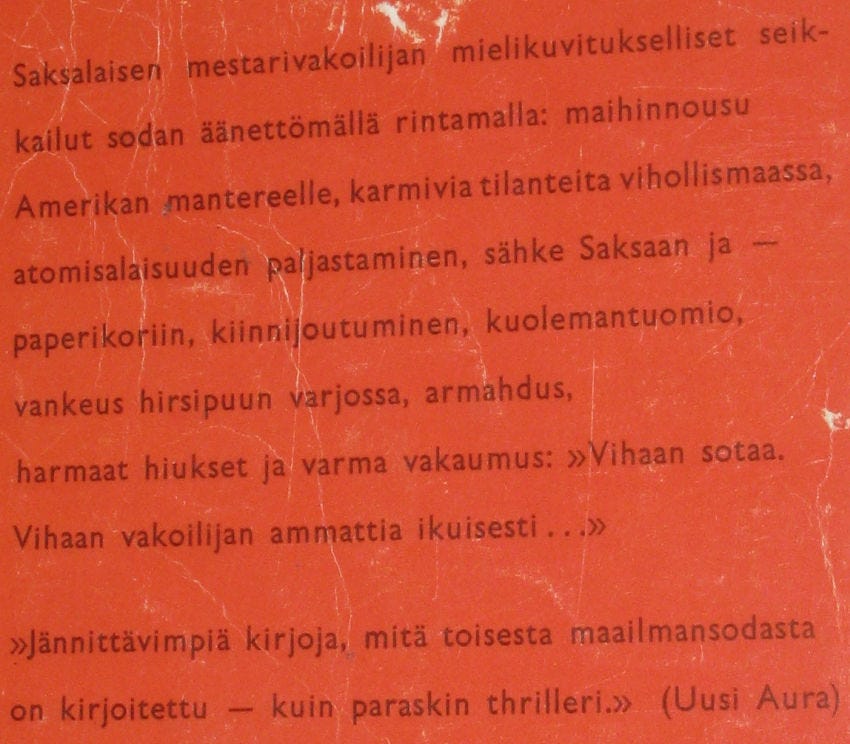 Saksalaisen mestarivakoilijan mielikuvitukselliset seik-
kailut sodan äänettömällä rintamalla: maihinnousu
Amerikan mantereelle, karmivia tilanteita vihollismaassa,
atomisalaisuuden paljastaminen, sähke Saksaan ja —
paperikoriin, kiinnijoutuminen, kuolemantuomio,
vankeus hirsipuun varjossa, armahdus,
harmaat hiukset ja varma vakaumus: »Vihaan sotaa.
Vihaan vakoilijan ammattia ikuisesti...»
»Jännittävimpiä kirjoja, mitä toisesta maailmansodasta
on kirjoitettu — kuin paraskin thrilleri.» (Uusi Aura)